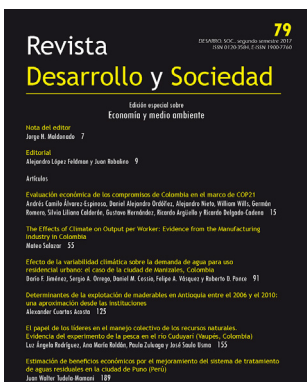 79
DESARRO. SOC., segundo semestre 2017
ISSN 0120-3584, E-ISSN 1900-7760
Revista
Desarrollo y Sociedad
Edición especial sobre
Economía y medio ambiente
Nota del editor
Jorge H. Maldonado 7
Editorial
Alejandro López Feldman y Juan Robalino 9
Artículos
Evaluación económica de los compromisos de Colombia en el marco de COP21
Andrés Camilo Álvarez-Espinosa, Daniel Alejandro Ordóñez, Alejandro Nieto, William Wills, Germán
Romero, Silvia Liliana Calderón, Gustavo Hernández, Ricardo Argüello y Ricardo Delgado-Cadena 15
The Effects of Climate on Output per Worker: Evidence from the Manufacturing
Industry in Colombia
Mateo Salazar 55
Efecto de la variabilidad climática sobre la demanda de agua para uso
residencial urbano: el caso de la ciudad de Manizales, Colombia
Darío F. Jiménez, Sergio A. Orrego, Daniel M. Cossio, Felipe A. Vásquez y Roberto D. Ponce 91
Determinantes de la explotación de maderables en Antioquia entre el 2006 y el 2010:
una aproximación desde las instituciones
Alexander Cuartas Acosta 125
El papel de los líderes en el manejo colectivo de los recursos naturales.
Evidencia del experimento de la pesca en el río Cuduyarí (Vaupés, Colombia)
Luz Ángela Rodríguez, Ana María Roldán, Paula Zuluaga y José Saulo Usma 155
Estimación de beneficios económicos por el mejoramiento del sistema de tratamiento
de aguas residuales en la ciudad de Puno (Perú)
Juan Walter Tudela Mamani 189